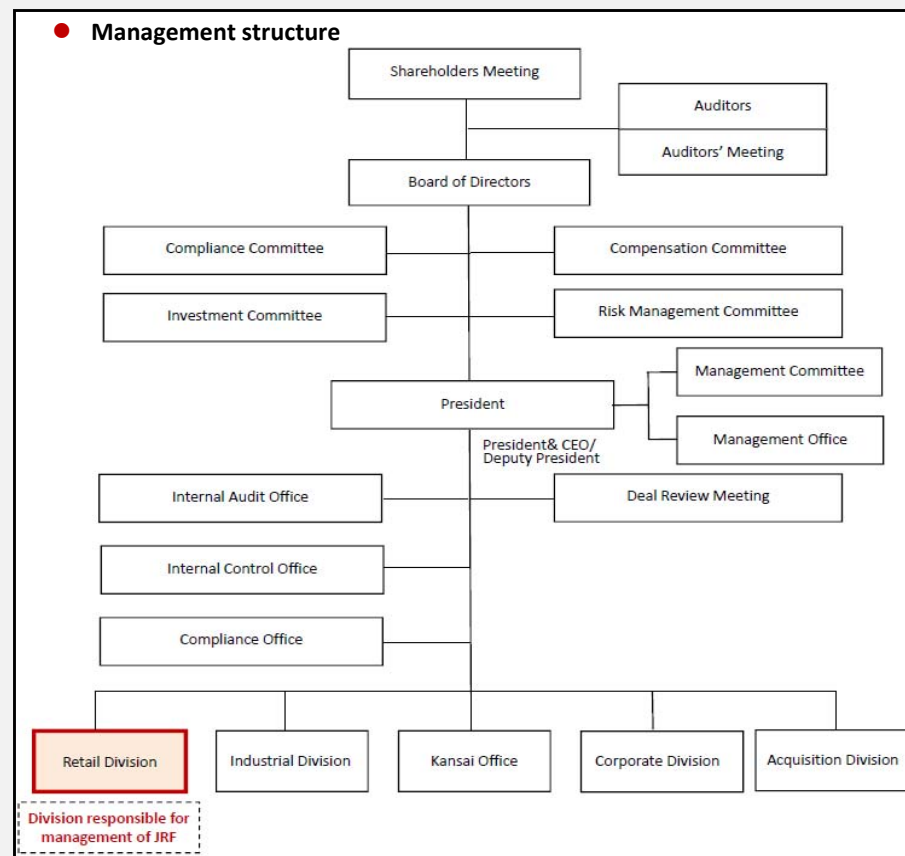 Management structure
Shareholders Meeting
Auditors
Auditors' Meeting
Board of Directors
Compliance Committee
Compensation Committee
Investment Committee
Risk Management Committee
Management Committee
President
Management Office
President& CEO/
Deputy President
Internal Audit Office
Deal Review Meeting
Internal Control Office
Compliance Office
Retail Division
Industrial Division
Kansai Office
Corporate Division
Acquisition Division
Division responsible for
management of JRF